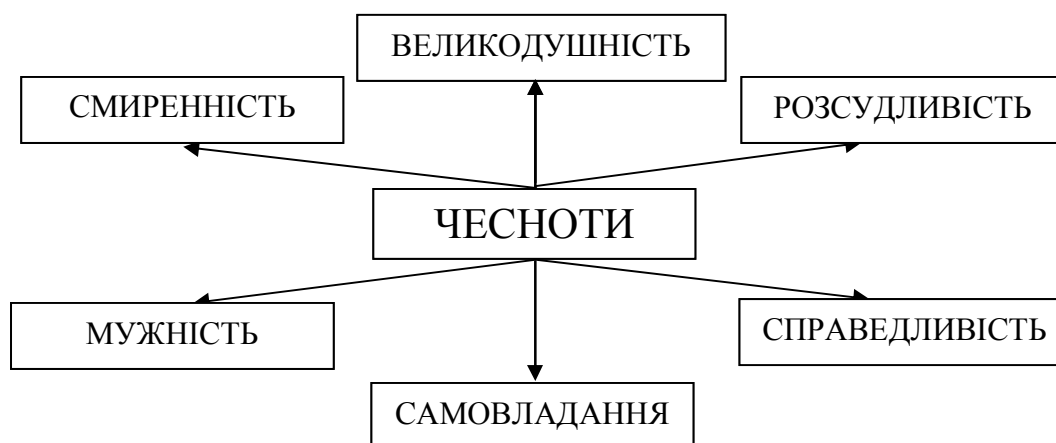 ВЕЛИКОДУШНІСТЬ
СМИРЕННІСТЬ
РОЗСУДЛИВІСТЬ
ЧЕСНОТИ
МУЖНІСТЬ
СПРАВЕДЛИВІСТЬ
САМОВЛАДАННЯ